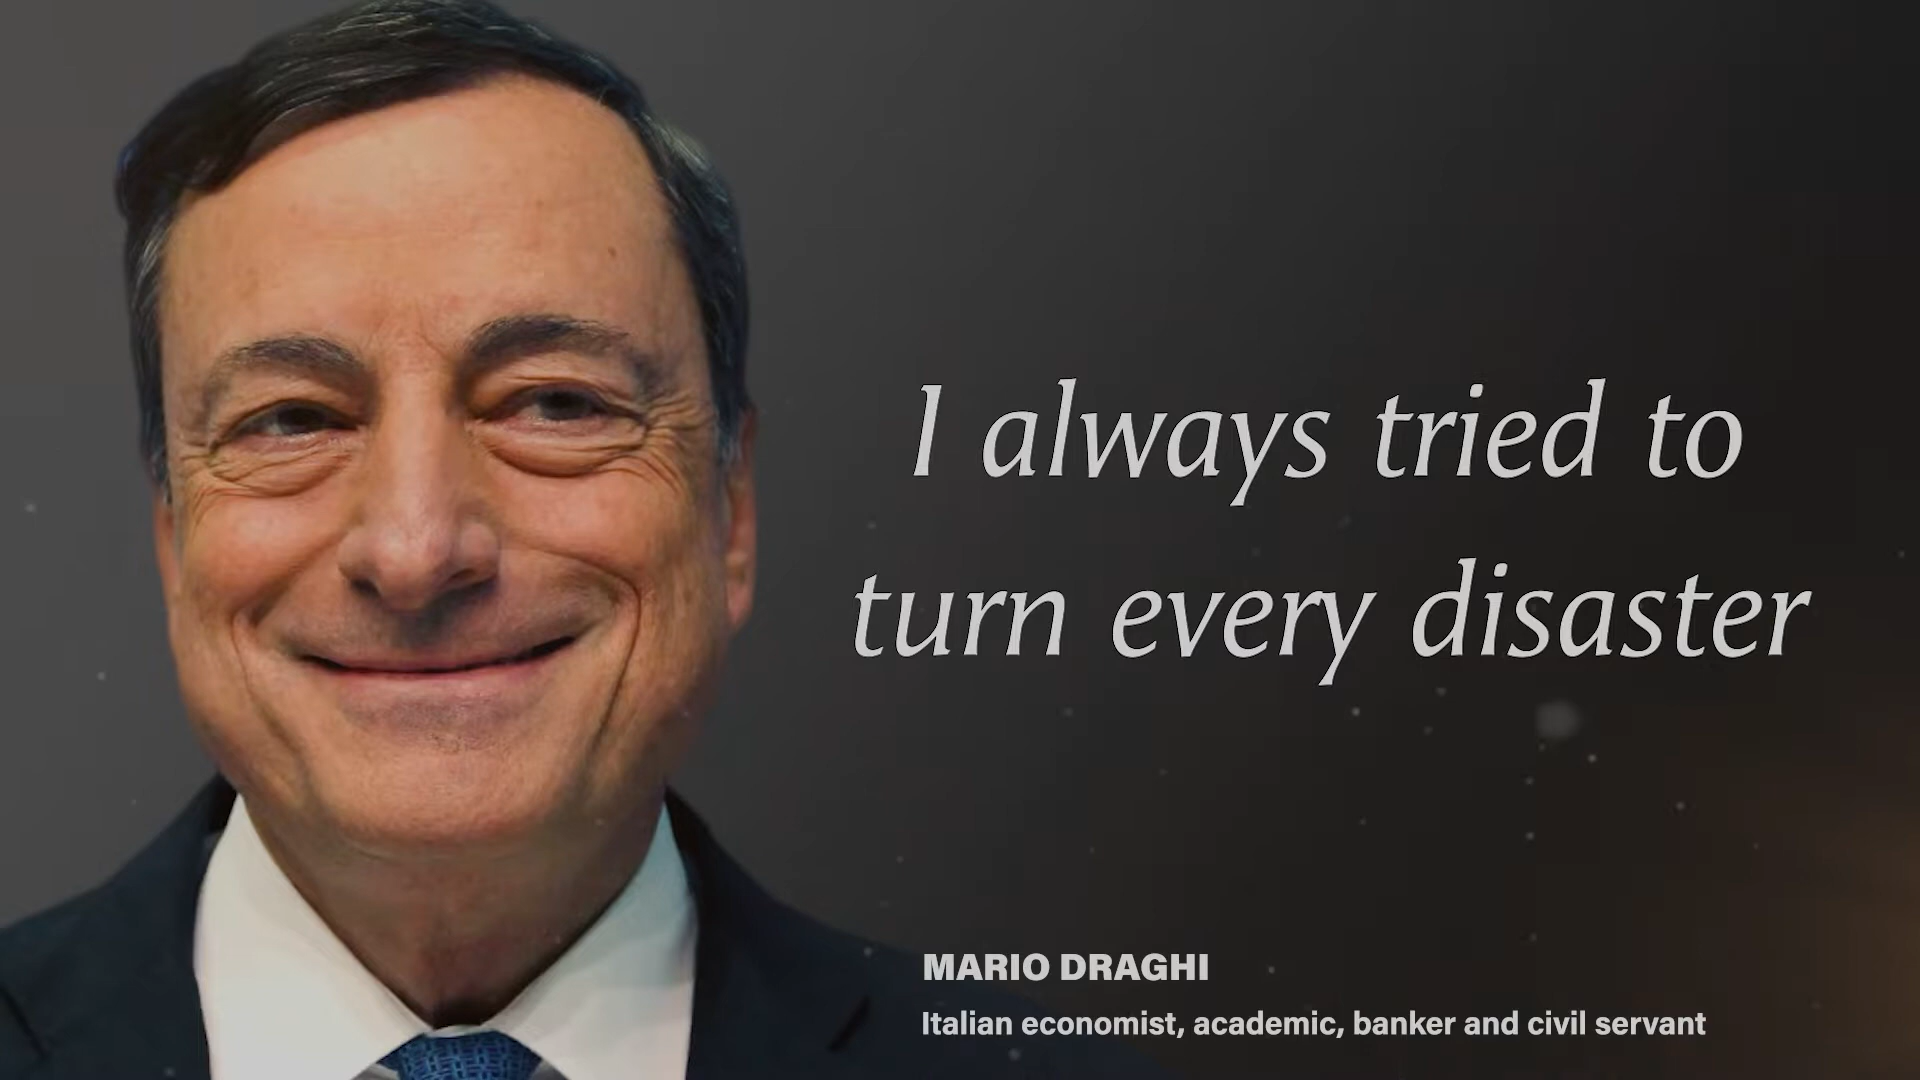 I always tried to
turn every disaster
MARIO DRAGHI
Italian economist, academic, banker and civil servant